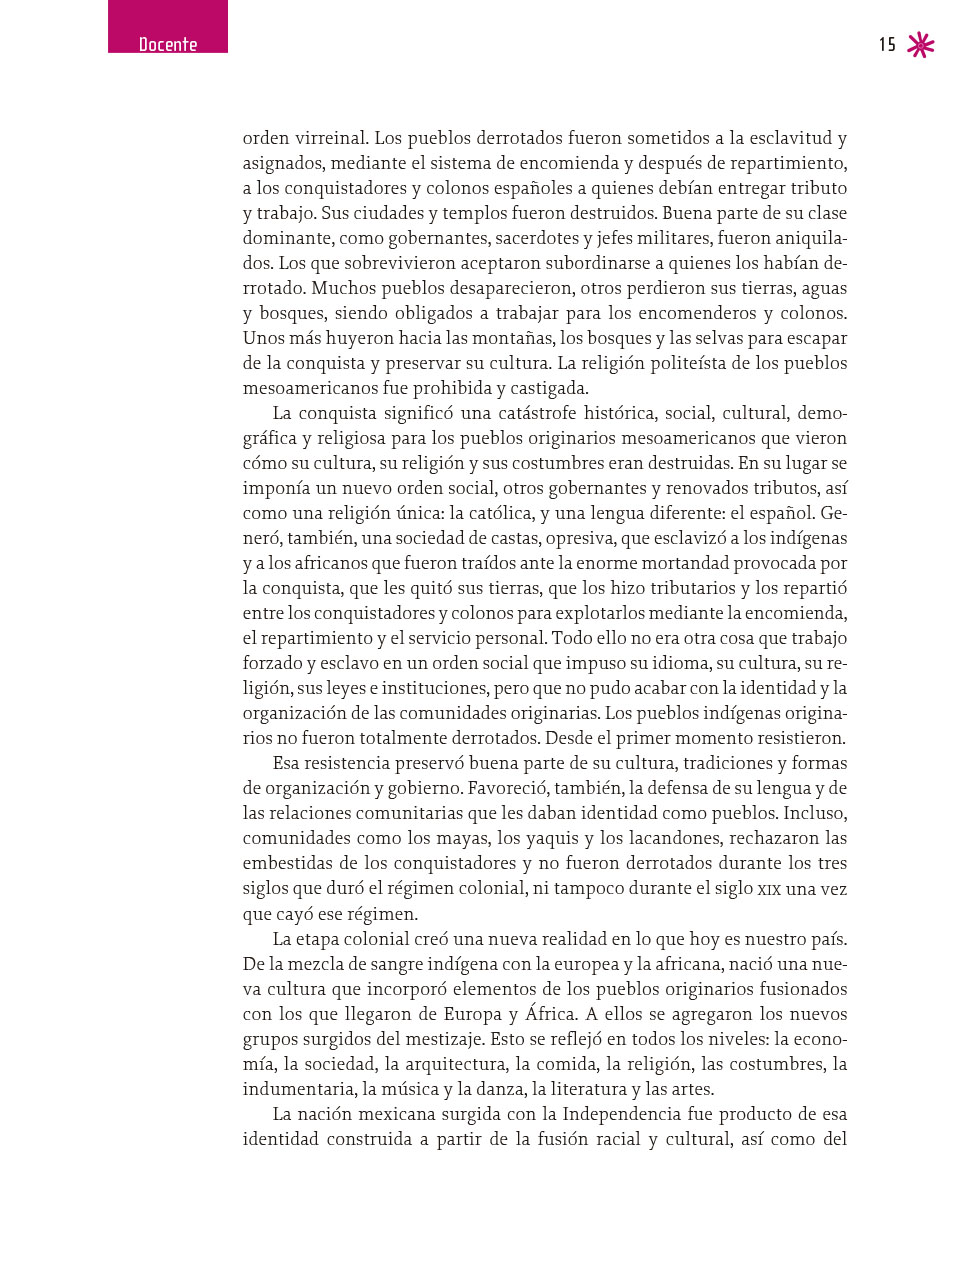 Docente
15
orden virreinal. Los pueblos derrotados fueron sometidos a la esclavitud y
asignados, mediante el sistema de encomienda y después de repartimiento,
a los conquistadores y colonos españoles a quienes debían entregar tributo
y trabajo. Sus ciudades y templos fueron destruidos. Buena parte de su clase
dominante, como gobernantes, sacerdotes y jefes militares, fueron aniquila-
dos. Los que sobrevivieron aceptaron subordinarse a quienes los habían de-
rrotado. Muchos pueblos desaparecieron, otros perdieron sus tierras, aguas
y bosques, siendo obligados a trabajar para los encomenderos y colonos.
Unos más huyeron hacia las montañas, los bosques y las selvas para escapar
de la conquista y preservar su cultura. La religión politeísta de los pueblos
mesoamericanos fue prohibida y castigada.
La conquista significó una catástrofe histórica, social, cultural, demo-
gráfica y religiosa para los pueblos originarios mesoamericanos que vieron
cómo su cultura, su religión y sus costumbres eran destruidas. En su lugar se
imponía un nuevo orden social, otros gobernantes y renovados tributos, así
como una religión única: la católica, y una lengua diferente: el español. Ge-
neró, también, una sociedad de castas, opresiva, que esclavizó a los indígenas
y a los africanos que fueron traídos ante la enorme mortandad provocada por
la conquista, que les quitó sus tierras, que los hizo tributarios y los repartió
entre los conquistadores y colonos para explotarlos mediante la encomienda,
el repartimiento y el servicio personal. Todo ello no era otra cosa que trabajo
forzado y esclavo en un orden social que impuso su idioma, su cultura, su re-
ligión, sus leyes e instituciones, pero que no pudo acabar con la identidad y la
organización de las comunidades originarias. Los pueblos indígenas origina-
rios no fueron totalmente derrotados. Desde el primer momento resistieron.
Esa resistencia preservó buena parte de su cultura, tradiciones y formas
de organización y gobierno. Favoreció, también, la defensa de su lengua y de
las relaciones comunitarias que les daban identidad como pueblos. Incluso,
comunidades como los mayas, los yaquis y los lacandones, rechazaron las
embestidas de los conquistadores y no fueron derrotados durante los tres
siglos que duró el régimen colonial, ni tampoco durante el siglo XIX una vez
que cayó ese régimen.
La etapa colonial creó una nueva realidad en lo que hoy es nuestro país.
De la mezcla de sangre indígena con la europea y la africana, nació una nue-
va cultura que incorporó elementos de los pueblos originarios fusionados
con los que llegaron de Europa y África. A ellos se agregaron los nuevos
grupos surgidos del mestizaje. Esto se reflejó en todos los niveles: la econo-
mía, la sociedad, la arquitectura, la comida, la religión, las costumbres, la
indumentaria, la música y la danza, la literatura y las artes.
La nación mexicana surgida con la Independencia fue producto de esa
identidad construida a partir de la fusión racial y cultural, así como del